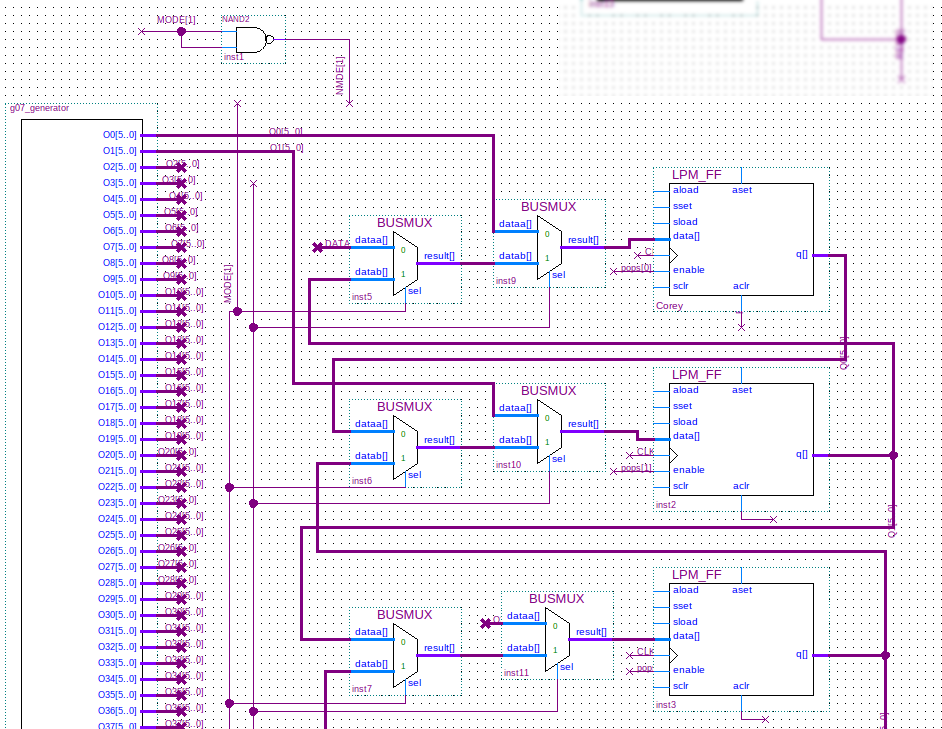 MODE[1]
NAND2
inst1
NMDE[1]
g07_generator
O0[5..0]
O1[5..0]
O2[5..0]
O3[5..0]
O4[5..0]
O5[5..0]
O6[5..0]
O7[5..0]
O8[5..0]
O9[5..0]
O10[5..0]
O11[5..0]
O12[5..0]
O13[5..0]
O14[5..0]
O15[5..0]
O16[5..0]
O17[5..0]
O18[5..0]
O19[5..0]
O20[5..0]
O21[5..0]
O22[5..0]
O23[5..0]
O24[5..0]
O25[5..0]
O26[5..0]
O27[5..0]
O28[5..0]
O29[5..0]
O30[5..0]
O31[5..0]
O32[5..0]
O33[5..0]
O34[5..0]
O35[5..0]
O36[5..0]
O37[5..0]
O0[5..0]
O1[5..0]
MODE[1]
BUSMUX
DATA
dataa[]
datab[]
0
1
result[]
sel
inst5
BUSMUX
dataa[]
datab[]
0
1
result[]
sel
inst9
LPM_FF
aload
aset
sset
sload
data[]
C
q[]
pops[0]
enable
sclr
aclr
Corey
BUSMUX
dataa[]
datab[]
0
1
result[]
sel
inst6
BUSMUX
dataa[]
datab[]
0
1
result[]
sel
inst10
LPM_FF
aload
aset
sset
sload
data[]
CLK
q[]
pops[1]
enable
sclr
aclr
inst2
BUSMUX
dataa[]
datab[]
0
1
result[]
sel
inst7
BUSMUX
dataa[]
datab[]
0
1
result[]
sel
inst11
LPM_FF
aload
aset
sset
sload
data[]
CLK
q[]
pop
enable
sclr
aclr
inst3